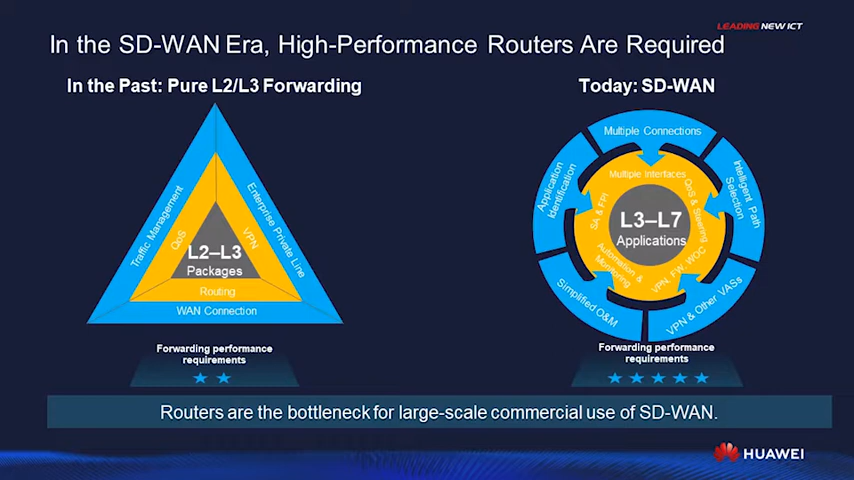 LEADING NEW ICT
In the SD-WAN Era, High-Performance Routers Are Required
In the Past: Pure L2/L3 Forwarding
Today: SD-WAN
Traffic Management
QoS
Enterprise Private Line
VPN
L2–L3
Packages
Routing
WAN Connection
Multiple Connections
Application
Identification
Intelligent Path
Selection
Multiple Interfaces
SA & FPI
QoS & Steering
L3–L7
Applications
Automation &
Monitoring
VPN, FW, WOC
Simplified O&M
VPN & Other VASs
Forwarding performance
requirements
Forwarding performance
requirements
Routers are the bottleneck for large-scale commercial use of SD-WAN.
HUAWEI